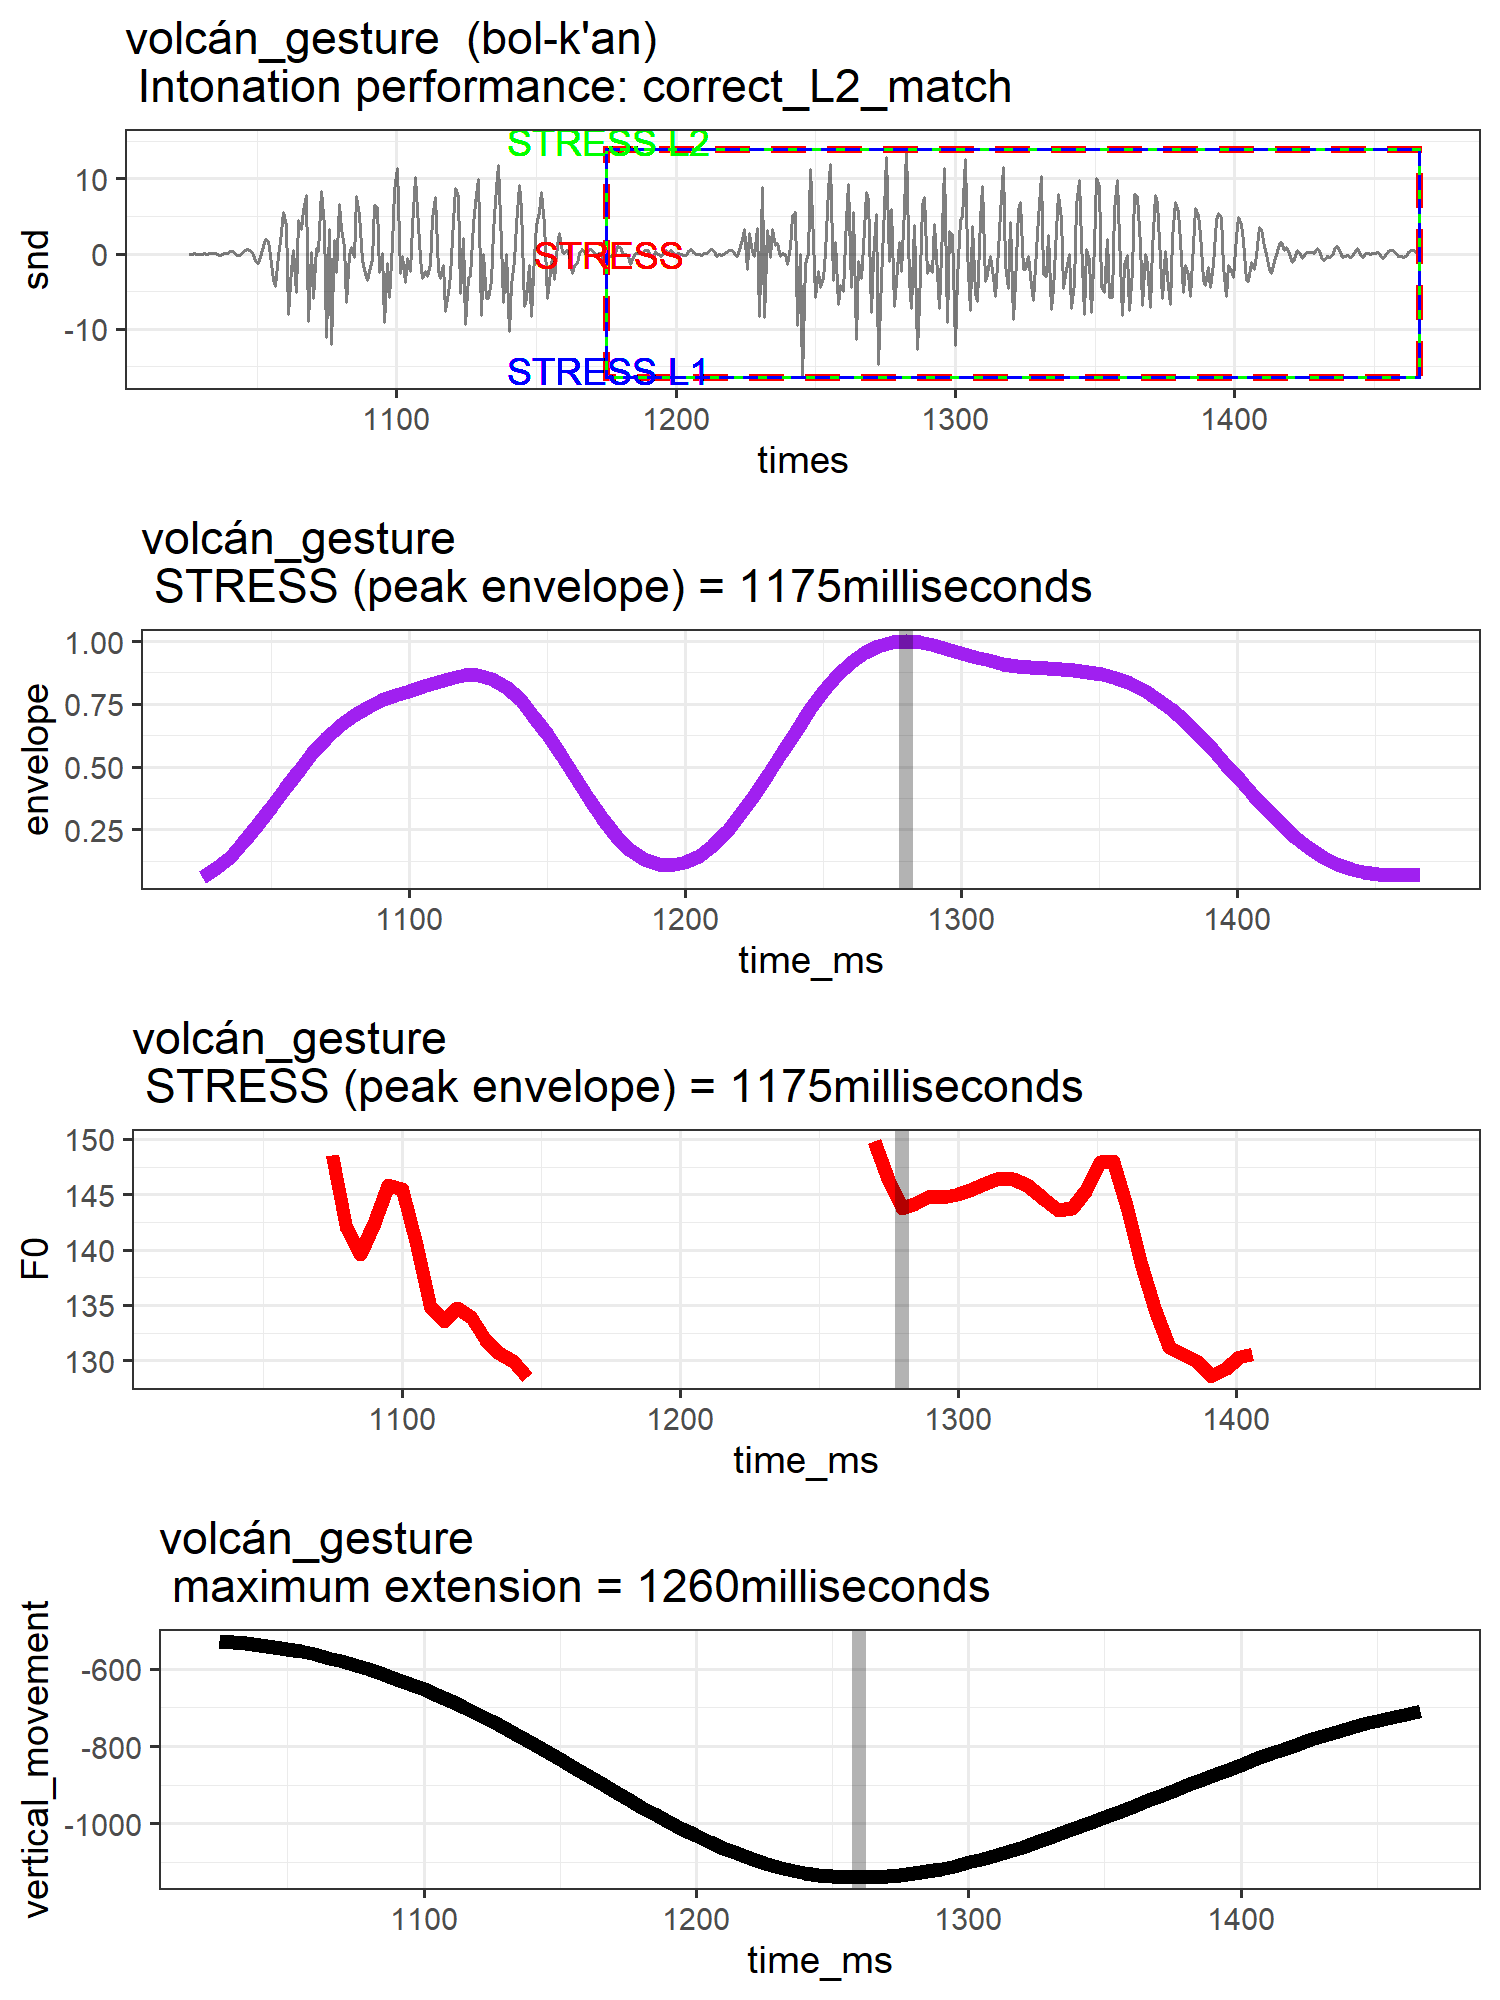 volcán_gesture  (bol-k'an)
Intonation performance: correct_L2_match
STRESS L2
10
snd
0
STRESS
-10
STRESS L1
1100 1200 1300 1400
times
volcán_gesture
STRESS (peak envelope) = 1175milliseconds
1.00
0.75
envelope
0.50
0.25
1100 1200 1300 1400
time_ms
volcán_gesture
STRESS (peak envelope) = 1175milliseconds
150
145
F0
140
135
130
1100 1200 1300 1400
time_ms
volcán_gesture
maximum extension = 1260milliseconds
-600
vertical_movement
-800
-1000
1100 1200 1300 1400
time_ms